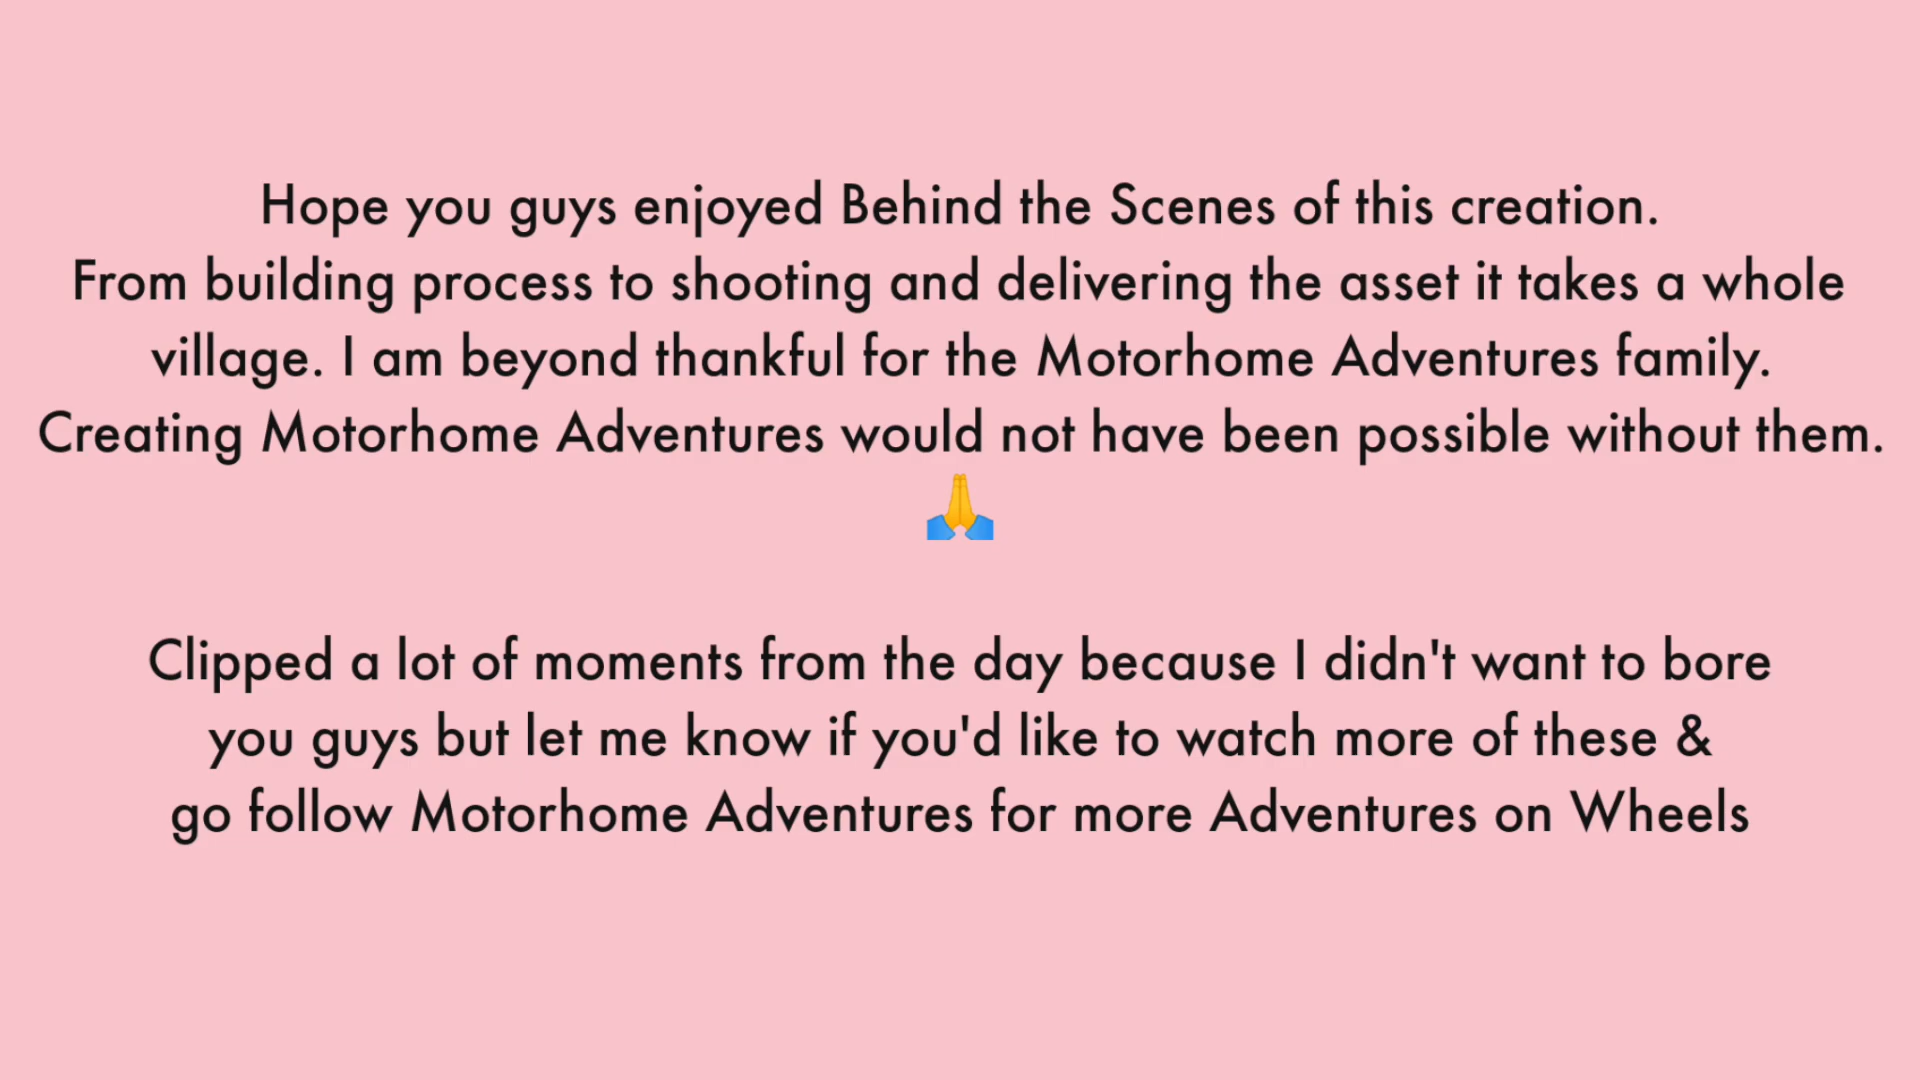 Hope you guys enjoyed Behind the Scenes of this creation.
From building process to shooting and delivering the asset it takes a whole
village. I am beyond thankful for the Motorhome Adventures family.
Creating Motorhome Adventures would not have been possible without them.
🙏
Clipped a lot of moments from the day because I didn't want to bore
you guys but let me know if you'd like to watch more of these &
go follow Motorhome Adventures for more Adventures on Wheels